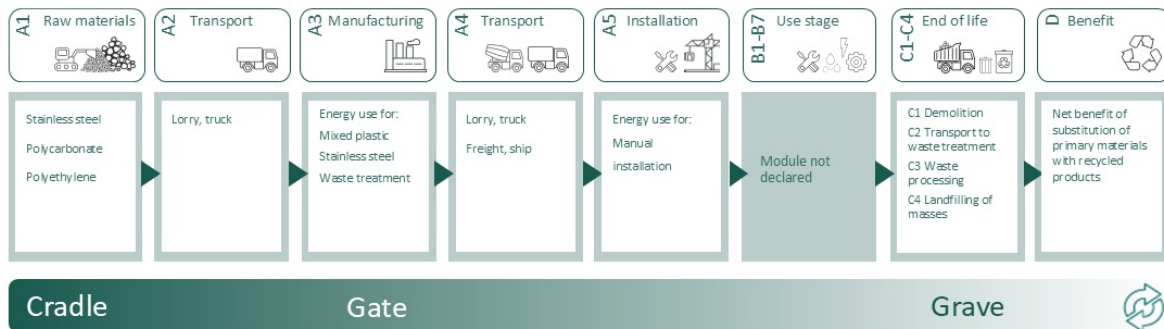 A1 Raw materials
A2 Transport
A3 Manufacturing
A4 Transport
A5 Installation
B1-B7 Use stage
C1-C4 End of life
D Benefit
Stainless steel
Polycarbonate
Polyethylene
Lorry, truck
Energy use for:
Mixed plastic
Stainless steel
Waste treatment
Lorry, truck
Freight, ship
Energy use for:
Manual
installation
Module not
declared
C1 Demolition
C2 Transport to
waste treatment
C3 Waste
processing
C4 Landfilling of
masses
Net benefit of
substitution of
primary materials
with recycled
products
Cradle
Gate
Grave